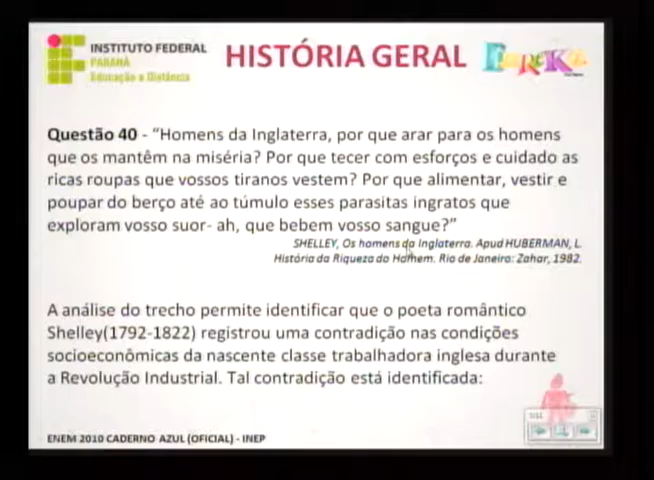 INSTITUTO FEDERAL
PARANÁ
Educação a Distância
HISTÓRIA GERAL
Questão 40 - “Homens da Inglaterra, por que arar para os homens
que os mantêm na miséria? Por que tecer com esforços e cuidado as
ricas roupas que vossos tiranos vestem? Por que alimentar, vestir e
poupar do berço até ao túmulo esses parasitas ingratos que
exploram vosso suor- ah, que bebem vosso sangue?”
SHELLEY, Os homens da Inglaterra. Apud HUBERMAN, L.
História da Riqueza do Homem. Rio de Janeiro: Zahar, 1982.
A análise do trecho permite identificar que o poeta romântico
Shelley(1792-1822) registrou uma contradição nas condições
socioeconômicas da nascente classe trabalhadora inglesa durante
a Revolução Industrial. Tal contradição está identificada:
ENEM 2010 CADERNO AZUL (OFICIAL) - INEP